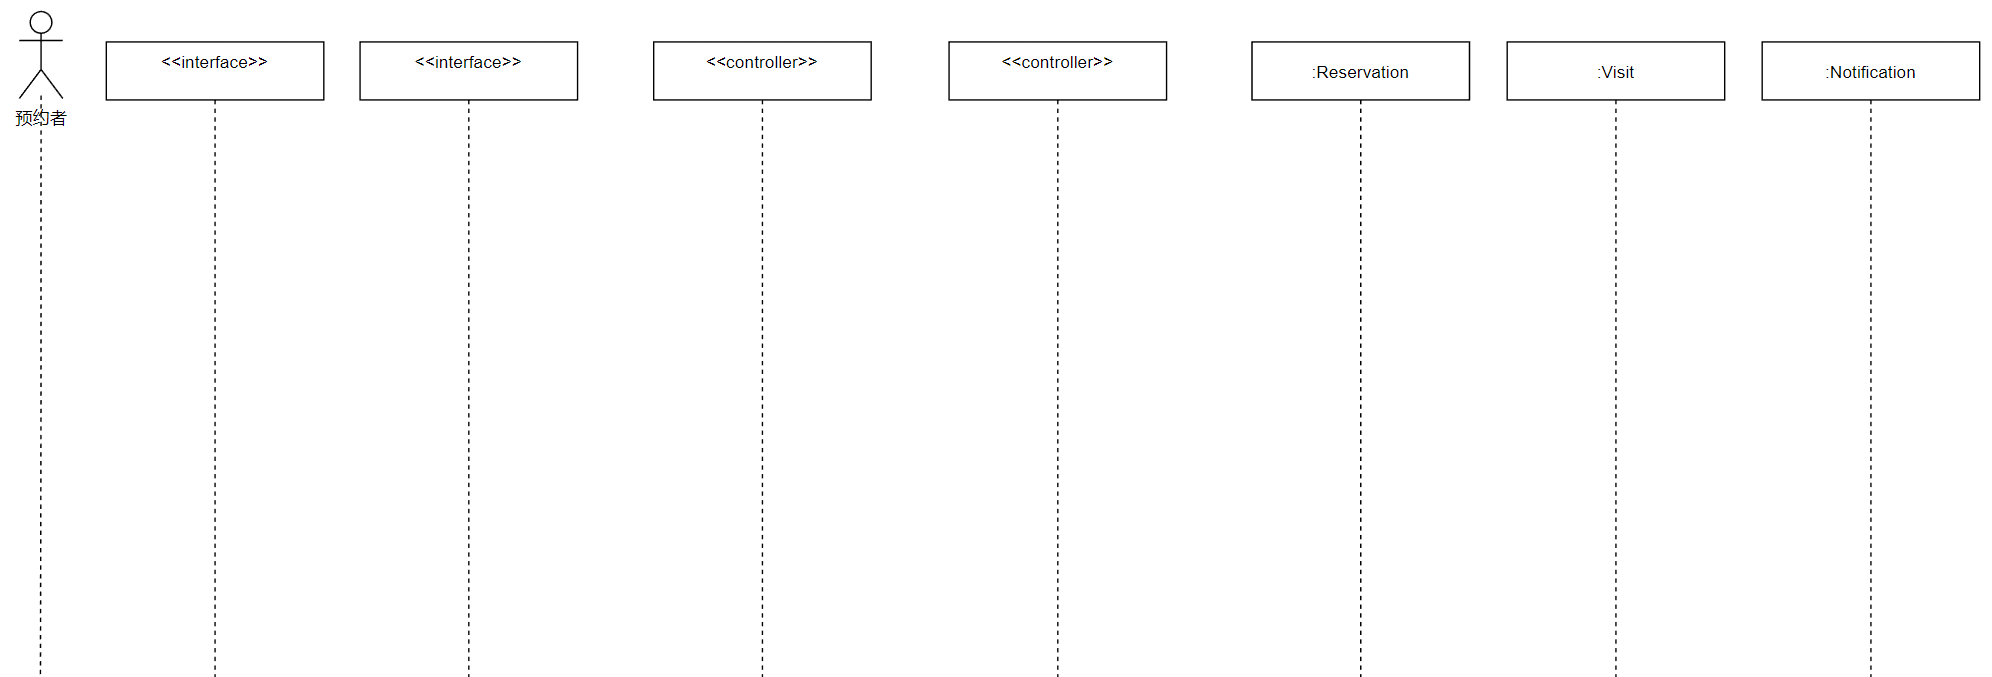 <<interface>>
<<interface>>
<<controller>>
<<controller>>
:Reservation
:Visit
:Notification
预约者